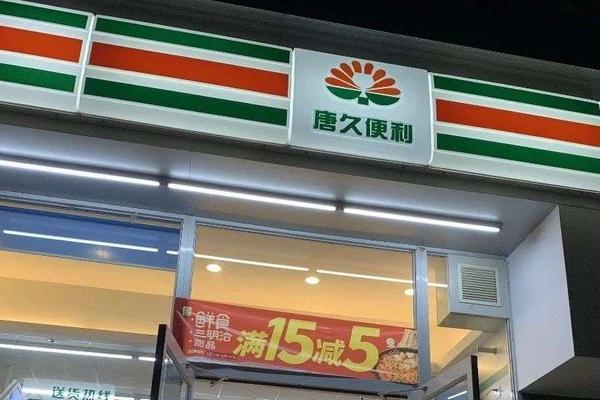 唐久便利
鲜食
三明治
甜品
满15减5
送货热线